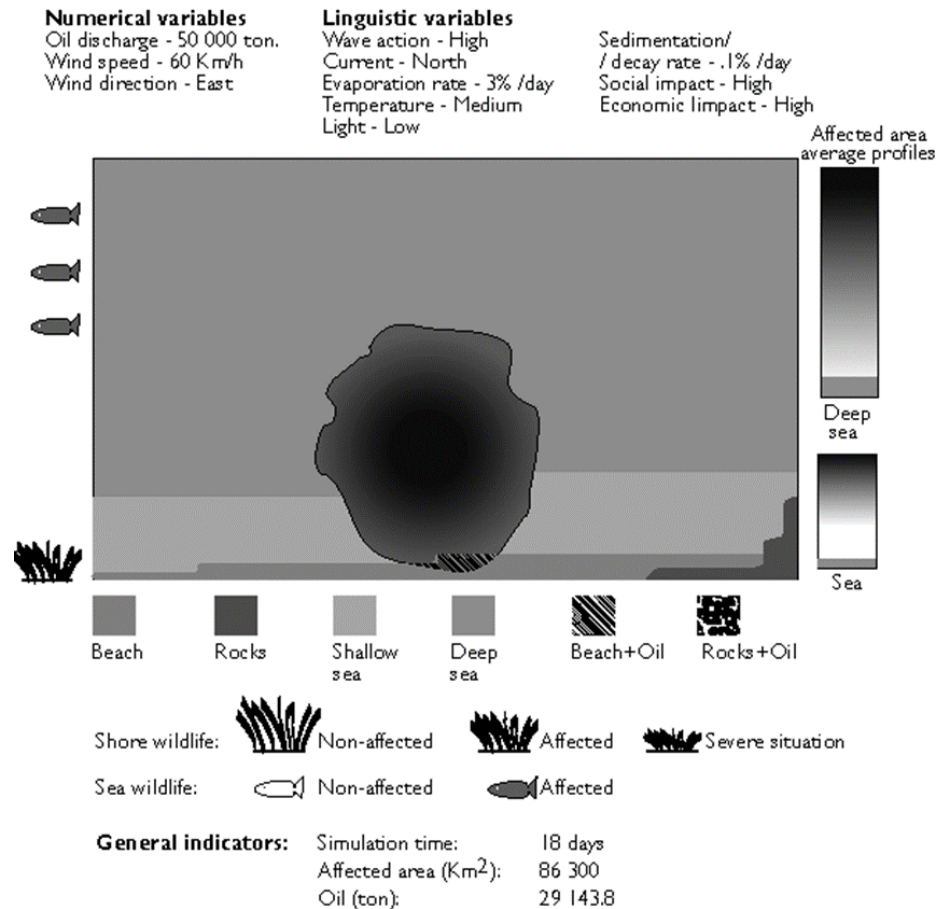 Numerical variables
Oil discharge - 50 000 ton.
Wind speed - 60 Km/h
Wind direction - East
Linguistic variables
Wave action - High
Current - North
Evaporation rate - 3% /day
Temperature - Medium
Light - Low
Sedimentation/
/ decay rate - .1% /day
Social impact - High
Economic Iimpact - High
Affected area
average profiles
Deep
sea
Sea
Beach
Rocks
Shallow
sea
Deep
sea
Beach+Oil
Rocks+Oil
Shore wildlife: Non-affected Affected Severe situation
Sea wildlife: Non-affected Affected
General indicators: Simulation time: 18 days
Affected area (Km2): 86 300
Oil (ton): 29 143.8